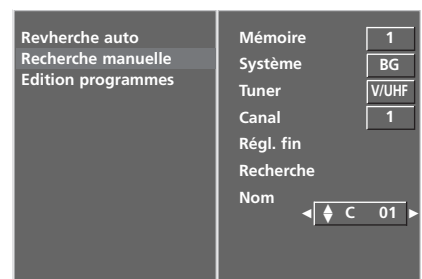 Revherche auto
Recherche manuelle
Edition programmes
Mémoire 1
Système BG
Tuner V/UHF
Canal 1
Régl. fin
Recherche
Nom
◀ ♦ C 01 ▶